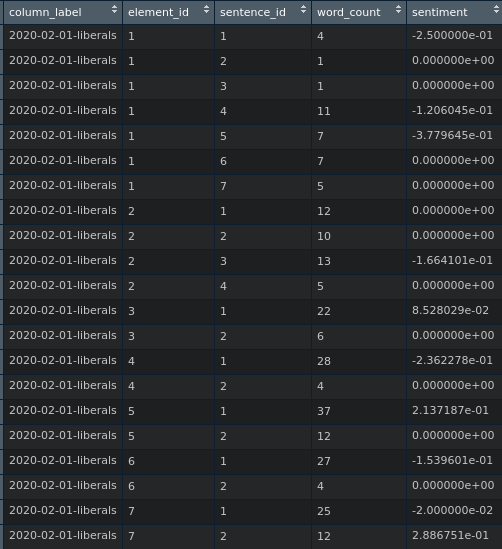 column_label element_id sentence_id word_count sentiment
2020-02-01-liberals 1 1 4 -2.500000e-01
2020-02-01-liberals 1 2 1 0.000000e+00
2020-02-01-liberals 1 3 1 0.000000e+00
2020-02-01-liberals 1 4 11 -1.206045e-01
2020-02-01-liberals 1 5 7 -3.779645e-01
2020-02-01-liberals 1 6 7 0.000000e+00
2020-02-01-liberals 1 7 5 0.000000e+00
2020-02-01-liberals 2 1 12 0.000000e+00
2020-02-01-liberals 2 2 10 0.000000e+00
2020-02-01-liberals 2 3 13 -1.664101e-01
2020-02-01-liberals 2 4 5 0.000000e+00
2020-02-01-liberals 3 1 22 8.528029e-02
2020-02-01-liberals 3 2 6 0.000000e+00
2020-02-01-liberals 4 1 28 -2.362278e-01
2020-02-01-liberals 4 2 4 0.000000e+00
2020-02-01-liberals 5 1 37 2.137187e-01
2020-02-01-liberals 5 2 12 0.000000e+00
2020-02-01-liberals 6 1 27 -1.539601e-01
2020-02-01-liberals 6 2 4 0.000000e+00
2020-02-01-liberals 7 1 25 -2.000000e-02
2020-02-01-liberals 7 2 12 2.886751e-01